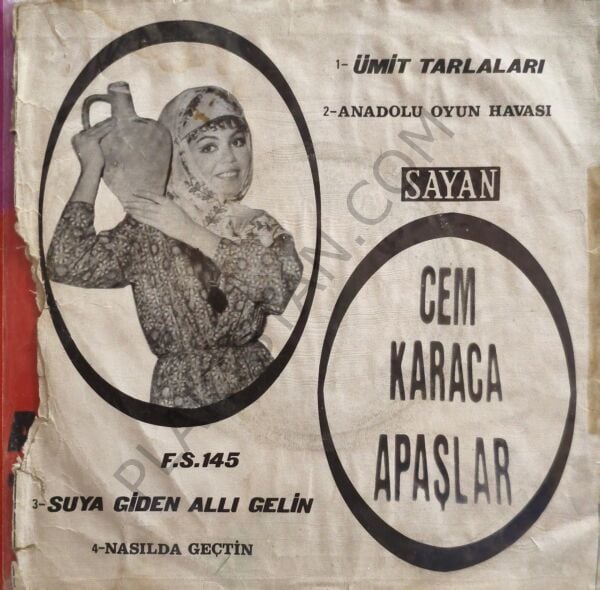 1- ÜMİT TARLALARI
2-ANADOLU OYUN HAVASI
SAYAN
CEM
KARACA
APAŞLAR
F.S.145
3-SUYA GİDEN ALLI GELİN
4-NASILDA GEÇTİN